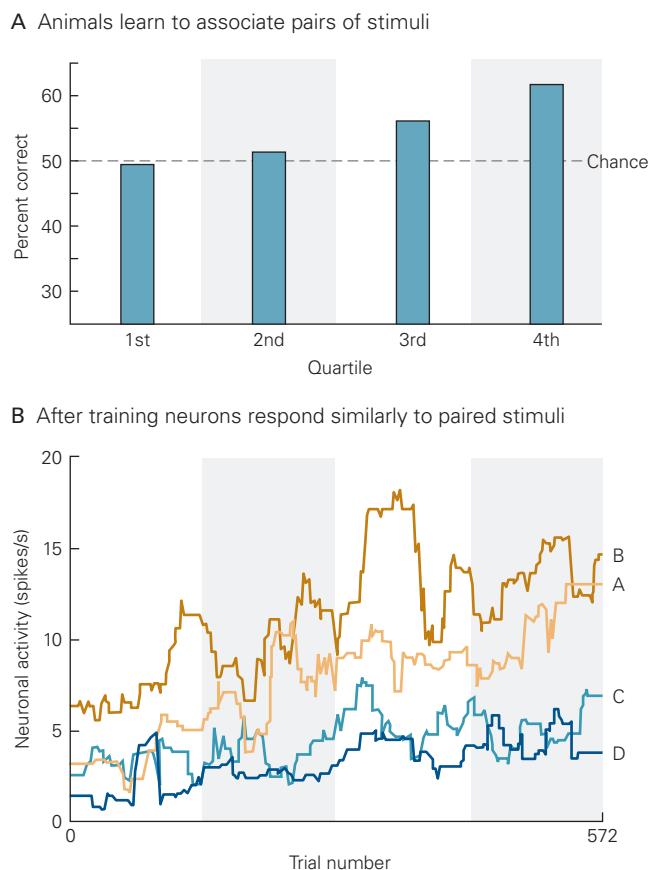 A Animals learn to associate pairs of stimuli
60
50
40
30
Percent correct
Chance
1st 2nd 3rd 4th
Quartile
B After training neurons respond similarly to paired stimuli
20
15
10
5
0
Neuronal activity (spikes/s)
B
A
C
D
0 572
Trial number